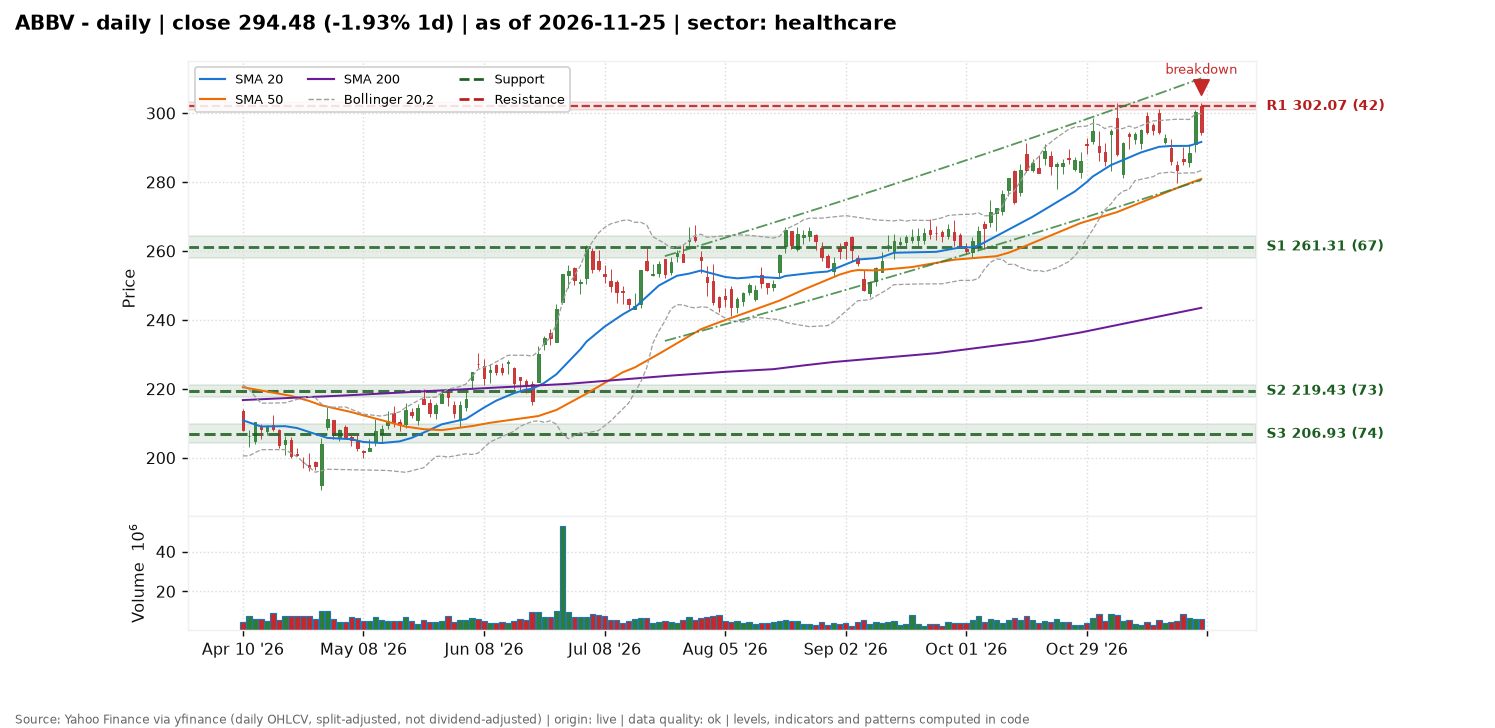 ABBV - daily | close 294.48 (-1.93% 1d) | as of 2026-11-25 | sector: healthcare
SMA 20
SMA 50
SMA 200
Bollinger 20,2
Support
Resistance
breakdown
R1 302.07 (42)
S1 261.31 (67)
S2 219.43 (73)
S3 206.93 (74)
Price
300
280
260
240
220
200
Volume 10⁶
40
20
Apr 10 '26
May 08 '26
Jun 08 '26
Jul 08 '26
Aug 05 '26
Sep 02 '26
Oct 01 '26
Oct 29 '26
Source: Yahoo Finance via yfinance (daily OHLCV, split-adjusted, not dividend-adjusted) | origin: live | data quality: ok | levels, indicators and patterns computed in code